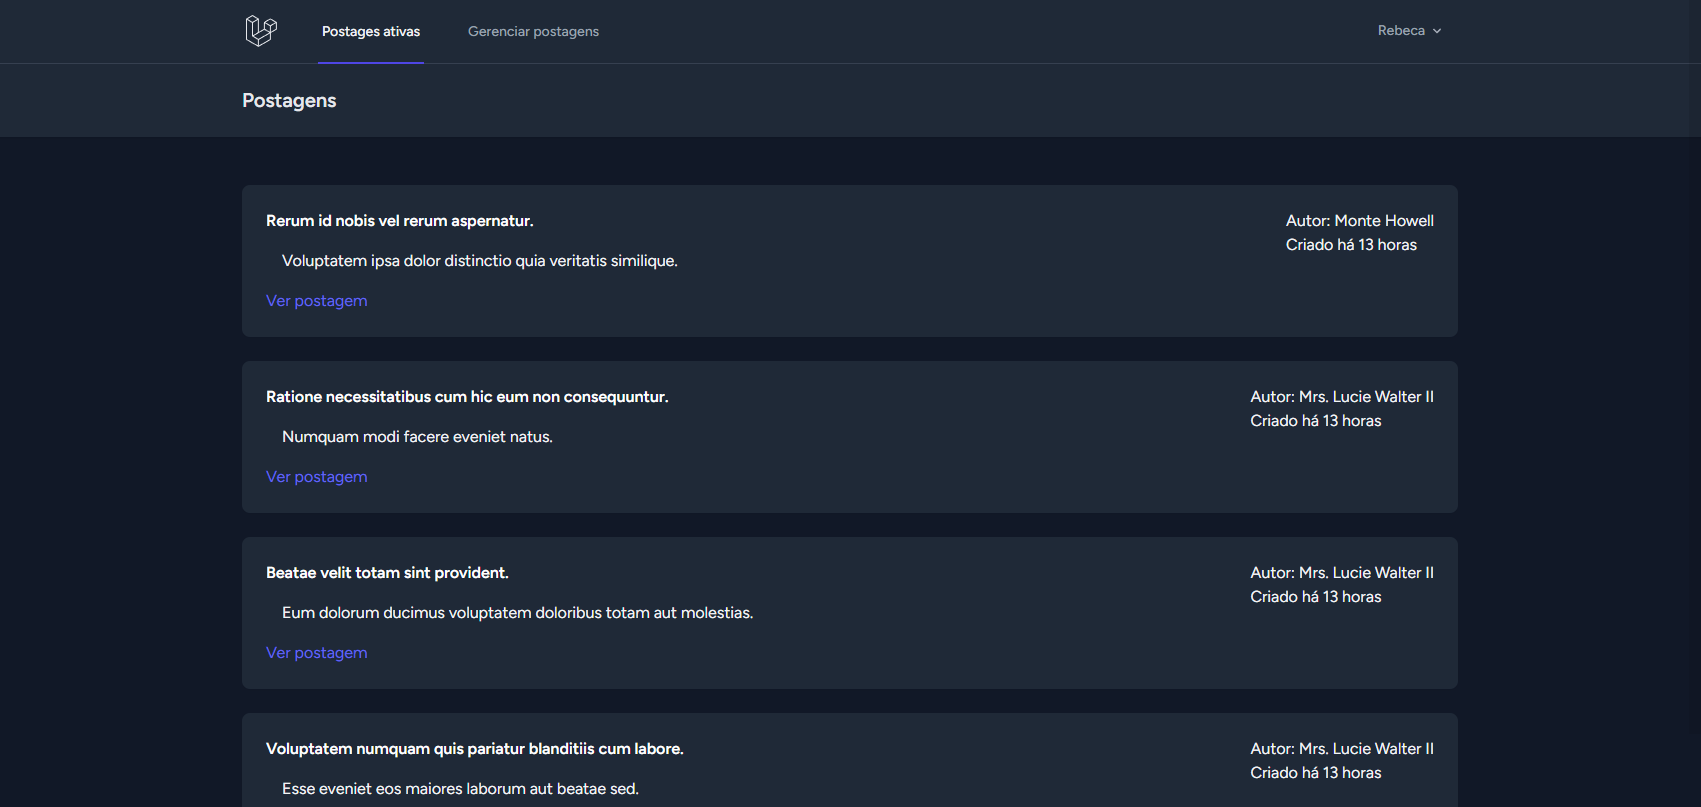 Postages ativas
Gerenciar postagens
Rebeca
Postagens
Rerum id nobis vel rerum aspernatur.
Autor: Monte Howell
Criado há 13 horas
Voluptatem ipsa dolor distinctio quia veritatis similique.
Ver postagem
Ratione necessitatibus cum hic eum non consequuntur.
Autor: Mrs. Lucie Walter II
Criado há 13 horas
Numquam modi facere eveniet natus.
Ver postagem
Beatae velit totam sint provident.
Autor: Mrs. Lucie Walter II
Criado há 13 horas
Eum dolorum ducimus voluptatem doloribus totam aut molestias.
Ver postagem
Voluptatem numquam quis pariatur blanditiis cum labore.
Autor: Mrs. Lucie Walter II
Criado há 13 horas
Esse eveniet eos maiores laborum aut beatae sed.